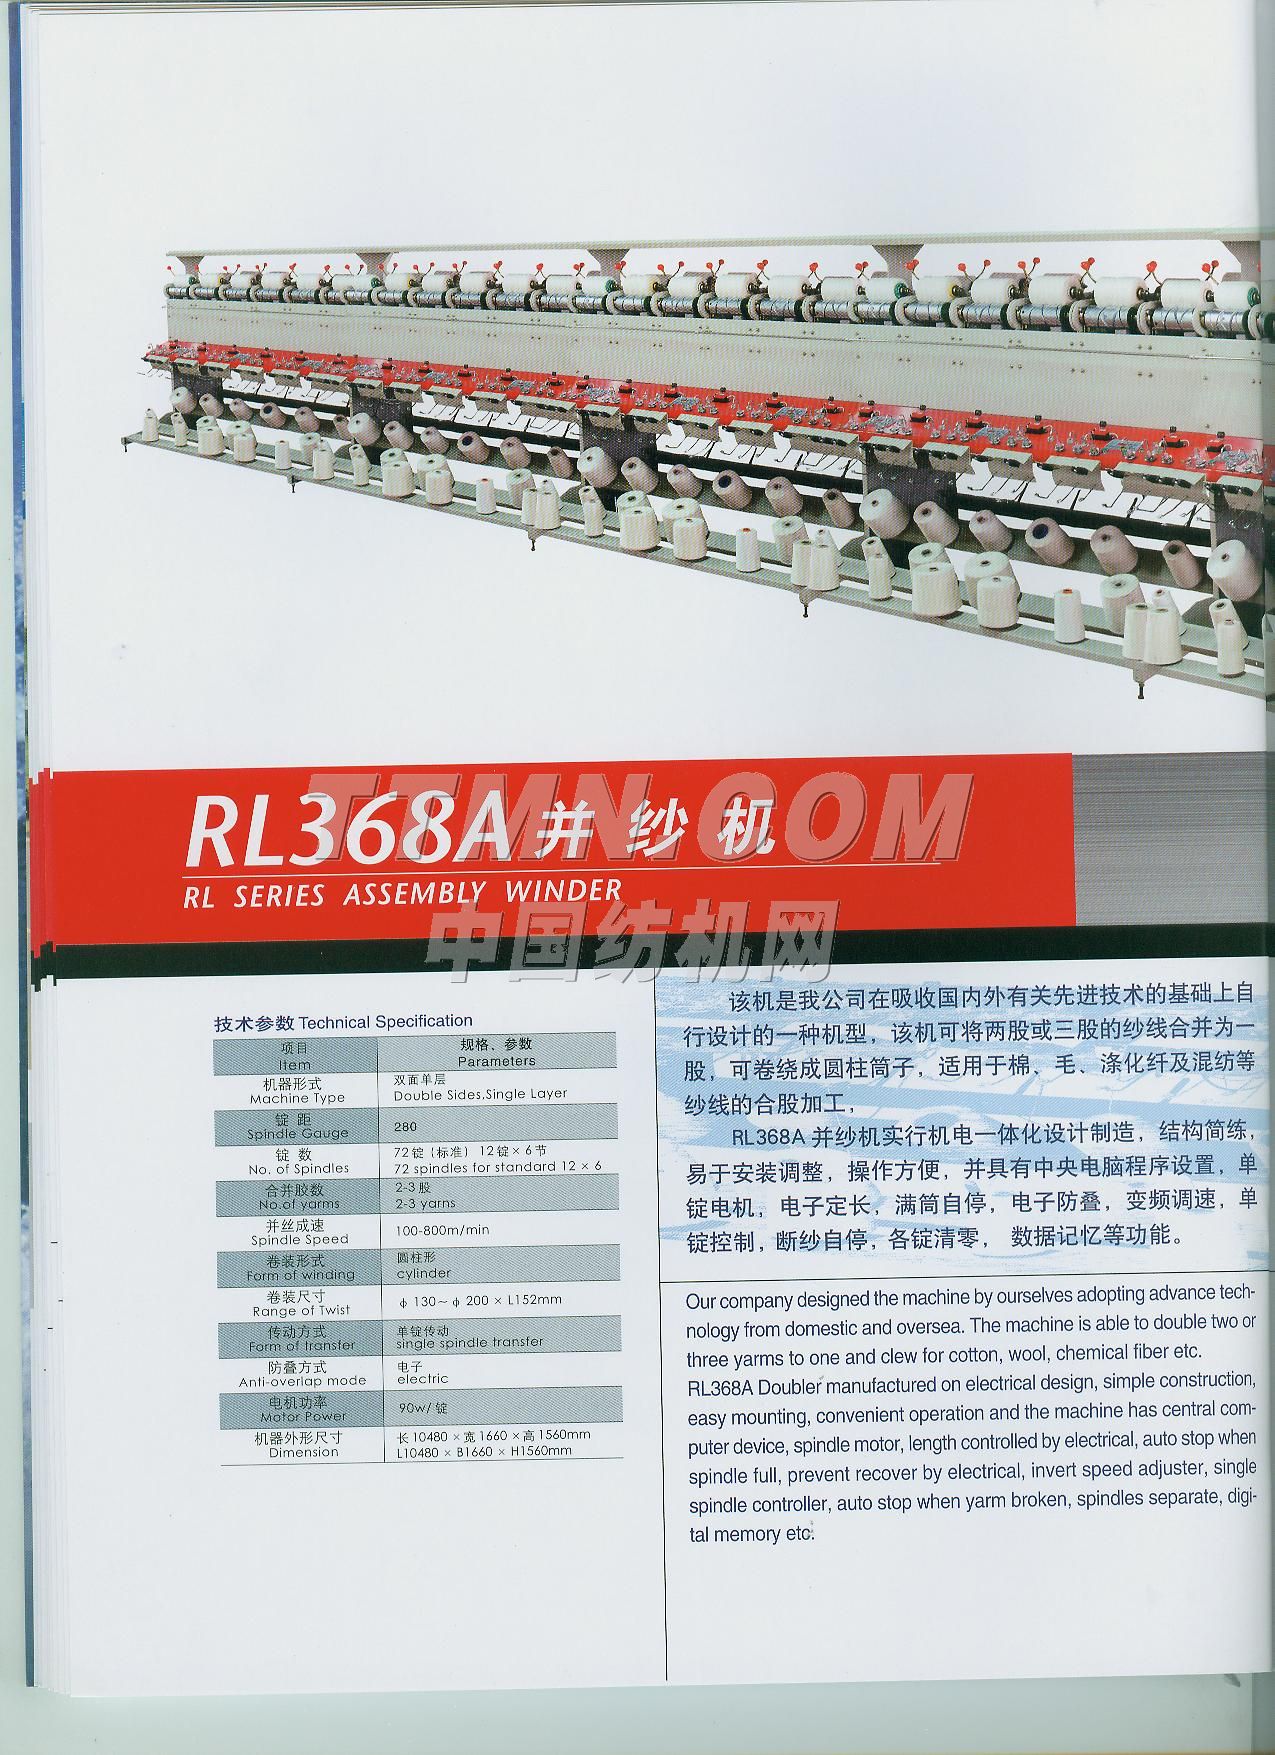 TTMN.COM
RL368A 并纱机
RL SERIES ASSEMBLY WINDER
中国纺机网
技术参数 Technical Specification
项目 规格、参数
Item Parameters
机器形式 双面单层
Machine Type Double Sides.Single Layer
锭 距
Spindle Gauge 280
锭 数 72锭（标准）12锭×6节
No. of Spindles 72 spindles for standard 12 × 6
合并胶数 2-3股
No.of yarms 2-3 yarns
并丝成速
Spindle Speed 100-800m/min
卷装形式 圆柱形
Form of winding cylinder
卷装尺寸
Range of Twist ф 130～ф 200 × L152mm
传动方式 单锭传动
Form of transfer single spindle transfer
防叠方式 电子
Anti-overlap mode electric
电机功率
Motor Power 90w/ 锭
机器外形尺寸 长10480×宽1660×高1560mm
Dimension L10480 × B1660 × H1560mm
该机是我公司在吸收国内外有关先进技术的基础上自
行设计的一种机型，该机可将两股或三股的纱线合并为一
股，可卷绕成圆柱筒子，适用于棉、毛、涤化纤及混纺等
纱线的合股加工，
RL368A 并纱机实行机电一体化设计制造，结构简练，
易于安装调整，操作方便，并具有中央电脑程序设置，单
锭电机，电子定长，满筒自停，电子防叠，变频调速，单
锭控制，断纱自停，各锭清零， 数据记忆等功能。
Our company designed the machine by ourselves adopting advance tech-
nology from domestic and oversea. The machine is able to double two or
three yarms to one and clew for cotton, wool, chemical fiber etc.
RL368A Doubler manufactured on electrical design, simple construction,
easy mounting, convenient operation and the machine has central com-
puter device, spindle motor, length controlled by electrical, auto stop when
spindle full, prevent recover by electrical, invert speed adjuster, single
spindle controller, auto stop when yarm broken, spindles separate, digi-
tal memory etc.